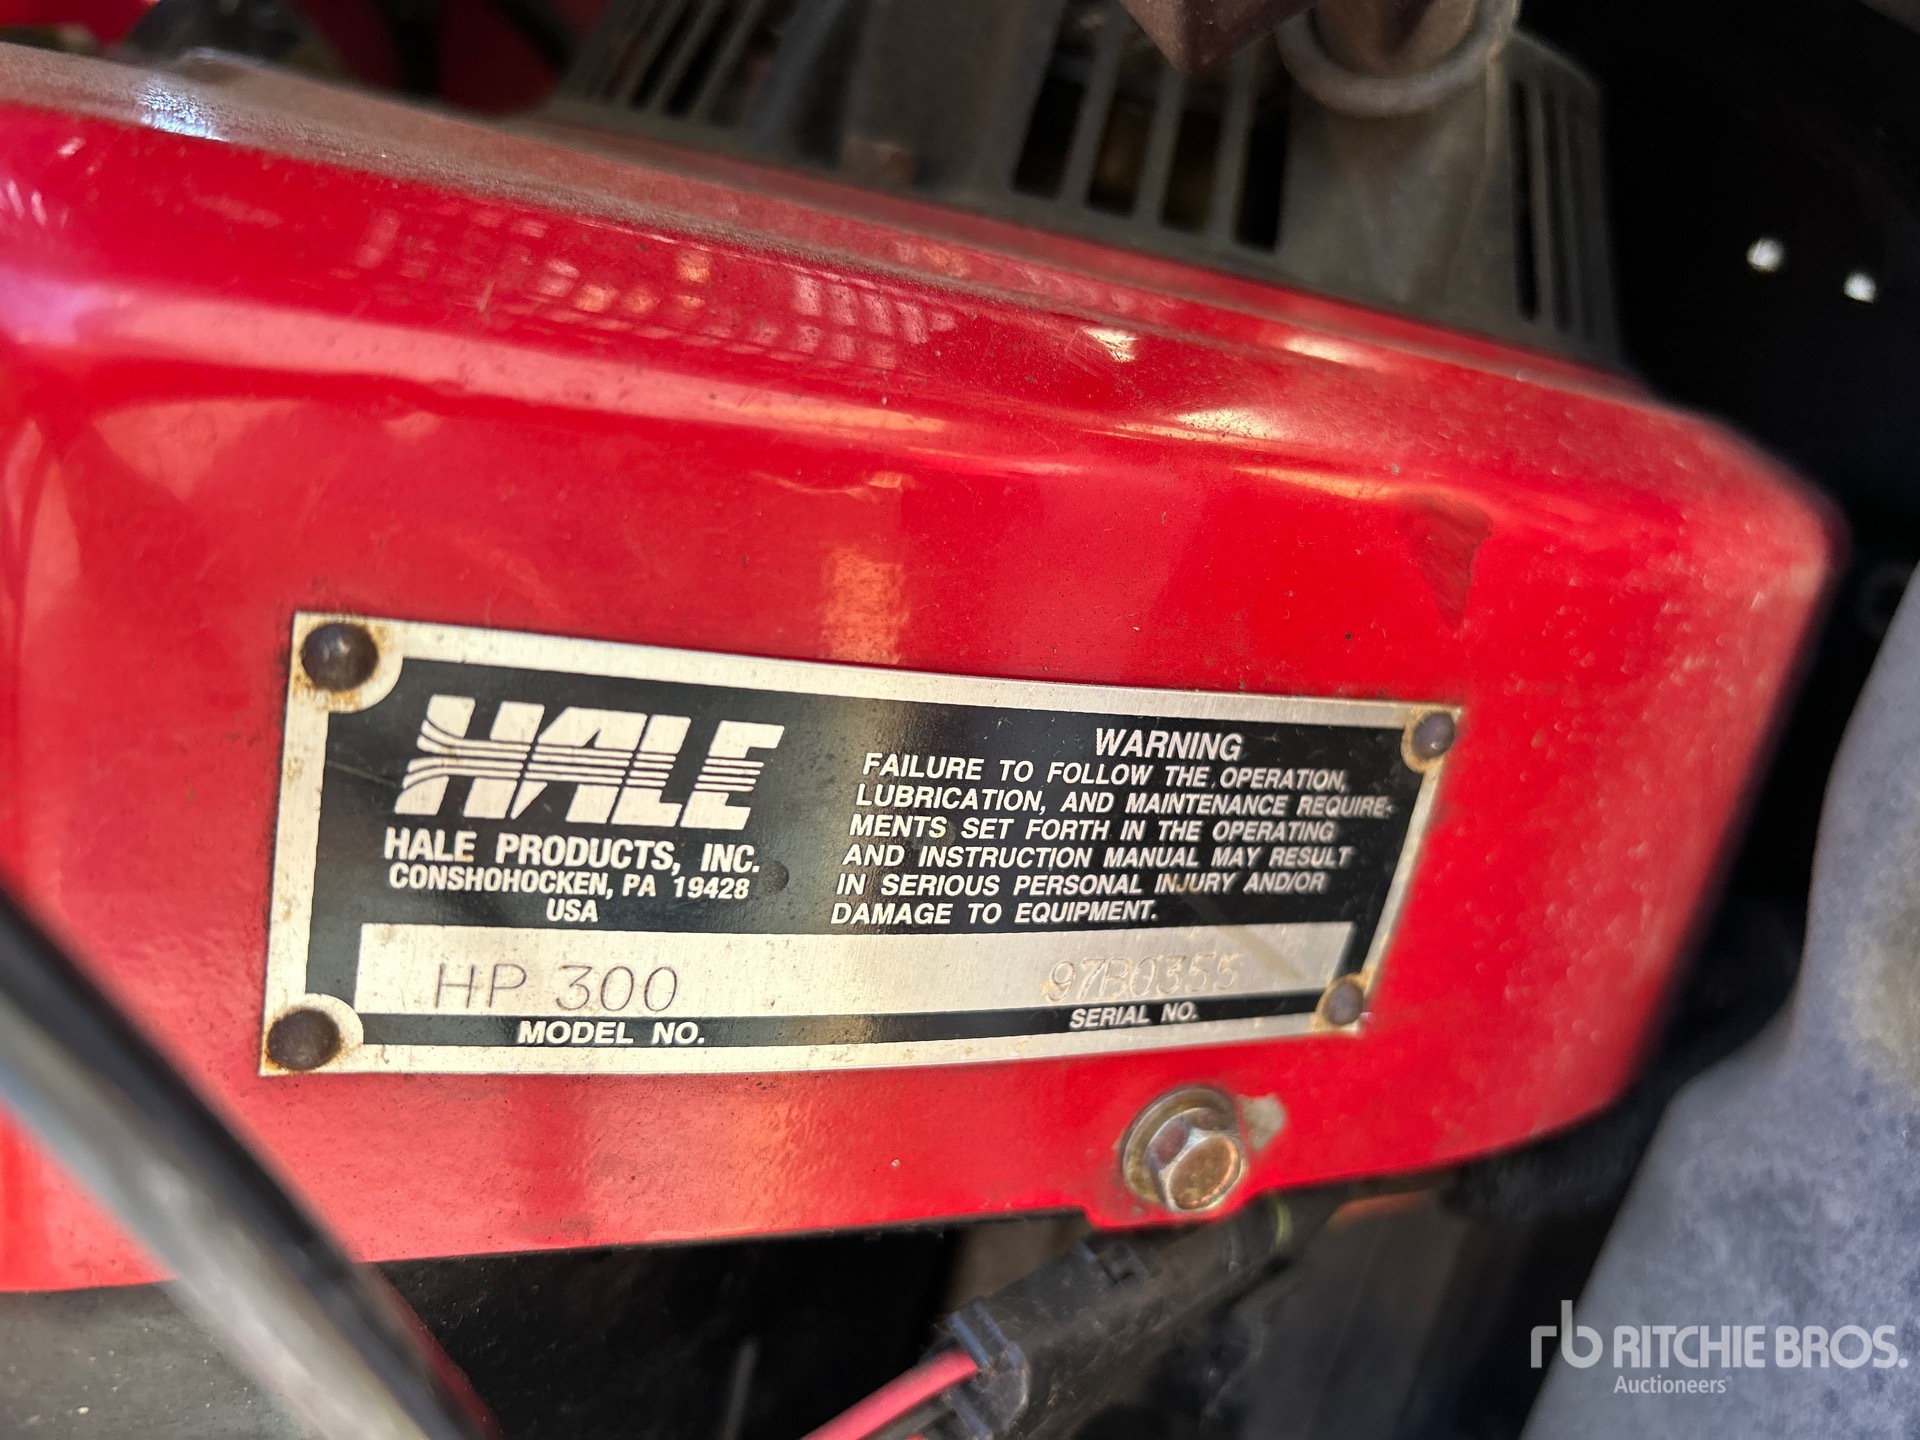 HALE
HALE PRODUCTS, INC.
CONSHOHOCKEN, PA 19428
USA
WARNING
FAILURE TO FOLLOW THE OPERATION,
LUBRICATION, AND MAINTENANCE REQUIRE-
MENTS SET FORTH IN THE OPERATING
AND INSTRUCTION MANUAL MAY RESULT
IN SERIOUS PERSONAL INJURY AND/OR
DAMAGE TO EQUIPMENT.
HP 300
MODEL NO.
97B0355
SERIAL NO.
rb RITCHIE BROS.
Auctioneers